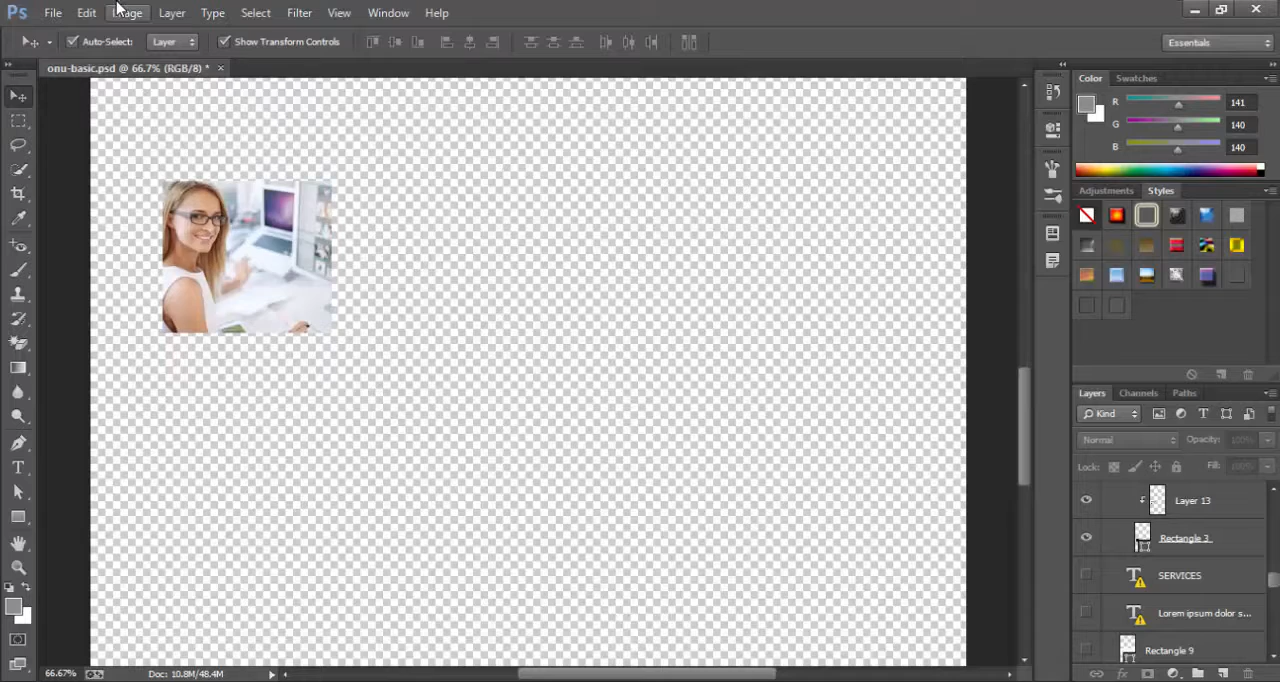 Ps File Edit Image Layer Type Select Filter View Window Help
Auto-Select: Layer Show Transform Controls Essentials
onu-basic.psd @ 66.7% (RGB/8) * ×
Color Swatches
R 141
G 140
B 140
Adjustments Styles
Layers Channels Paths
Kind
Normal Opacity: 100%
Lock: Fill: 100%
Layer 13
Rectangle 3
T SERVICES
T Lorem ipsum dolor s...
Rectangle 9
66.67% Doc: 10.8M/48.4M